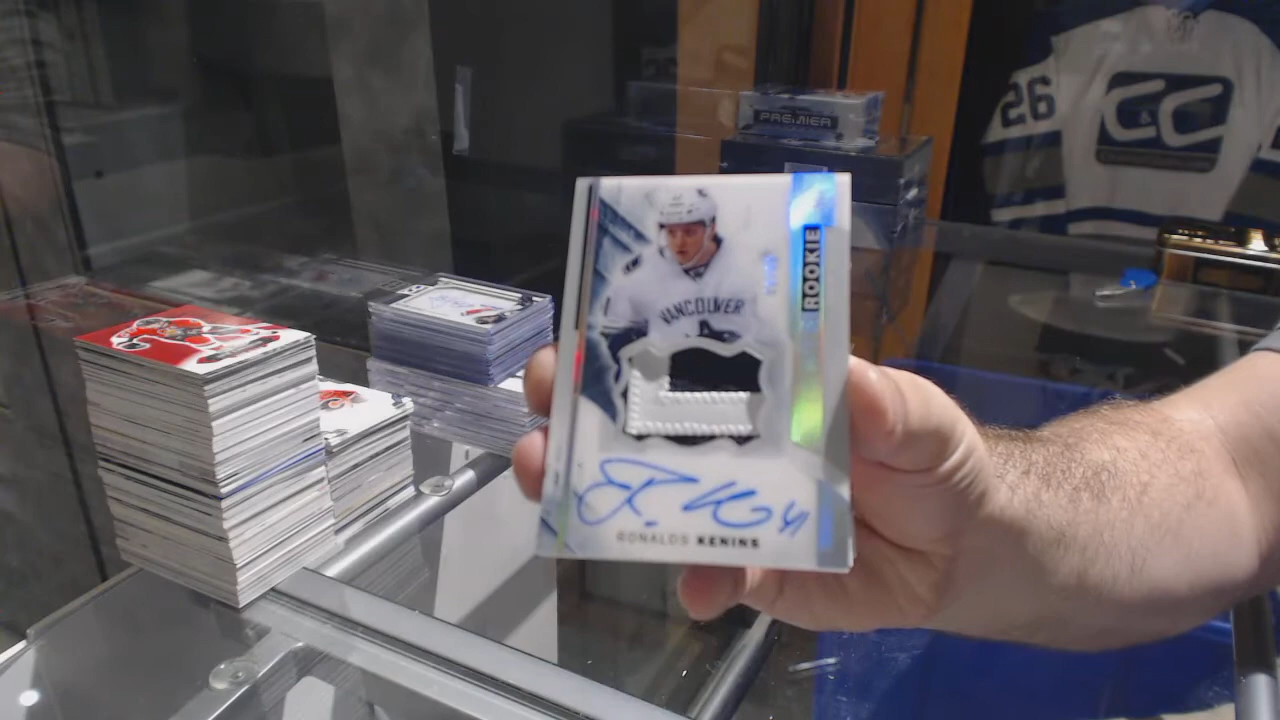 PREMIER
26
C&C
ROOKIE
VANCOUVER
RONALDS KENINS